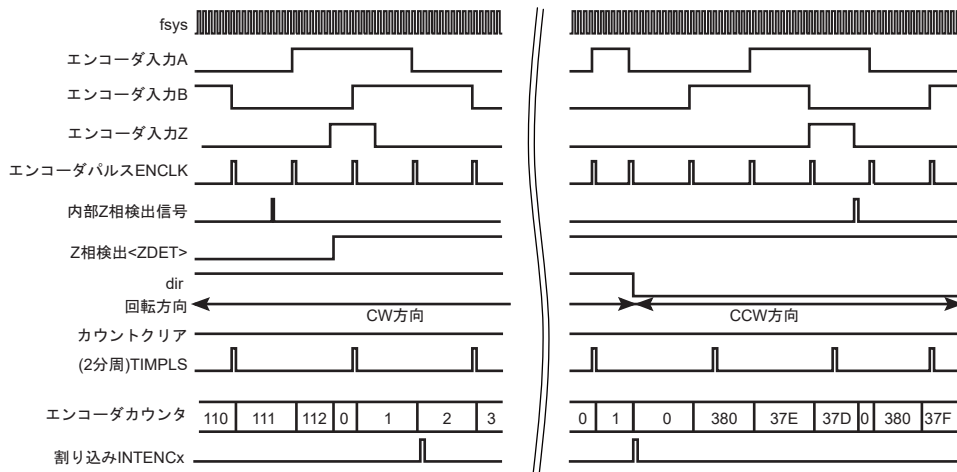 fsys
エンコーダ入力A
エンコーダ入力B
エンコーダ入力Z
エンコーダパルスENCLK
内部Z相検出信号
Z相検出<ZDET>
dir
回転方向
CW方向 CCW方向
カウントクリア
(2分周)TIMPLS
エンコーダカウンタ 110 111 112 0 1 2 3 0 1 0 380 37E 37D 0 380 37F
割り込みINTENCx